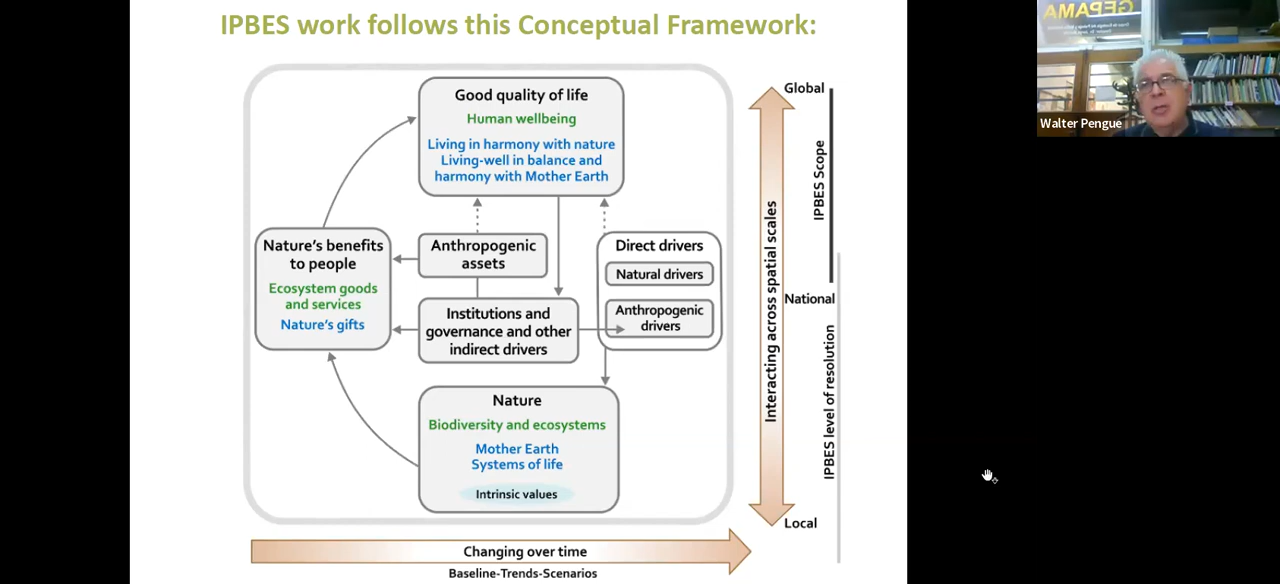 IPBES work follows this Conceptual Framework:
Good quality of life
Human wellbeing
Living in harmony with nature
Living-well in balance and
harmony with Mother Earth
Nature's benefits
to people
Ecosystem goods
and services
Nature's gifts
Anthropogenic
assets
Institutions and
governance and other
indirect drivers
Direct drivers
Natural drivers
Anthropogenic
drivers
Nature
Biodiversity and ecosystems
Mother Earth
Systems of life
Intrinsic values
Changing over time
Baseline-Trends-Scenarios
Interacting across spatial scales
Global
National
Local
IPBES Scope
IPBES level of resolution
GEPAMA
Walter Pengue